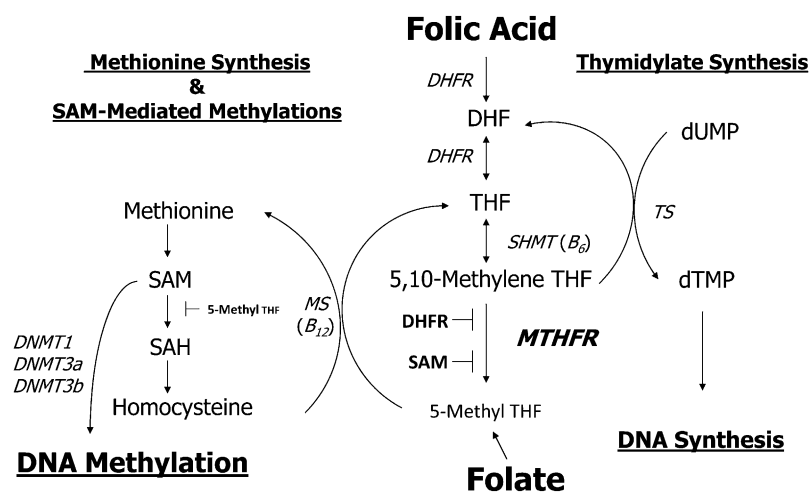 Folic Acid
Methionine Synthesis
&
SAM-Mediated Methylations
Thymidylate Synthesis
DHFR
DHF
dUMP
DHFR
THF
Methionine
TS
SHMT (B6)
SAM
5,10-Methylene THF
dTMP
5-Methyl THF
MS
(B12)
DHFR
MTHFR
DNMT1
DNMT3a
DNMT3b
SAH
SAM
Homocysteine
5-Methyl THF
DNA Methylation
DNA Synthesis
Folate